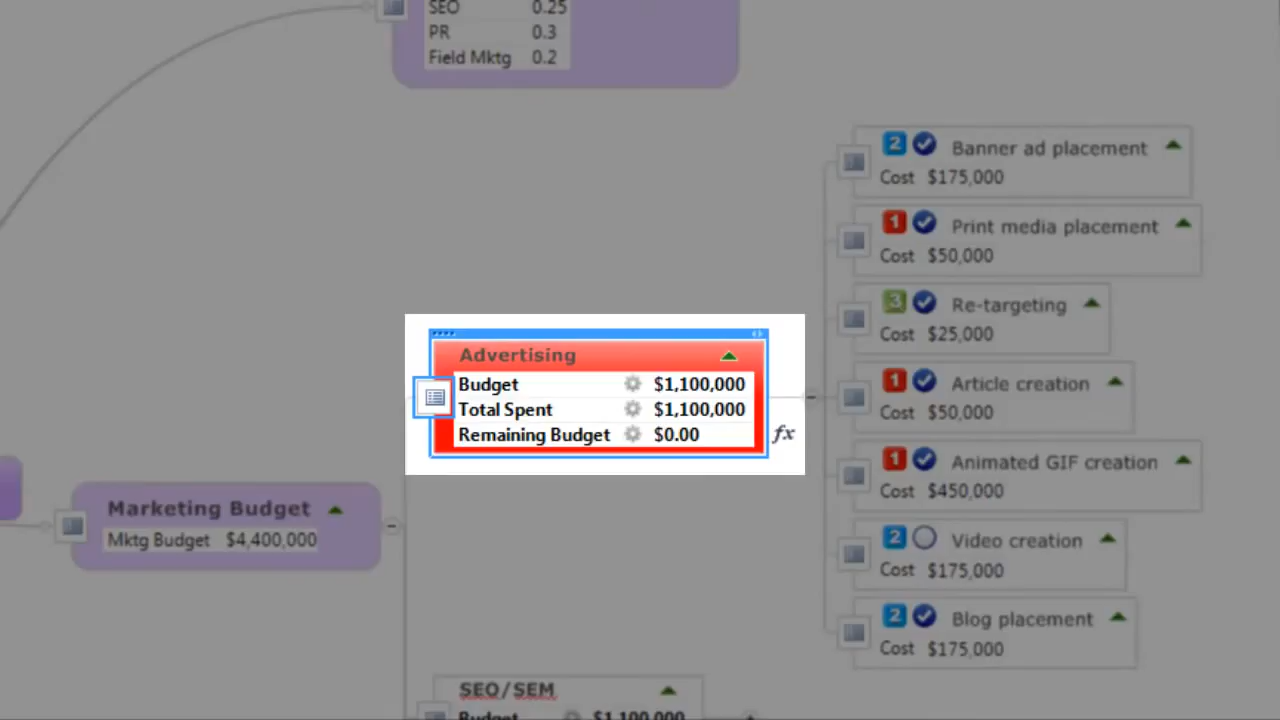 SEO 0.25
PR 0.3
Field Mktg 0.2
2 Banner ad placement
Cost $175,000
1 Print media placement
Cost $50,000
3 Re-targeting
Cost $25,000
Advertising
Budget $1,100,000
Total Spent $1,100,000
Remaining Budget $0.00
fx
1 Article creation
Cost $50,000
1 Animated GIF creation
Cost $450,000
Marketing Budget
Mktg Budget $4,400,000
2 Video creation
Cost $175,000
2 Blog placement
Cost $175,000
SEO/SEM
Budget $1,100,000